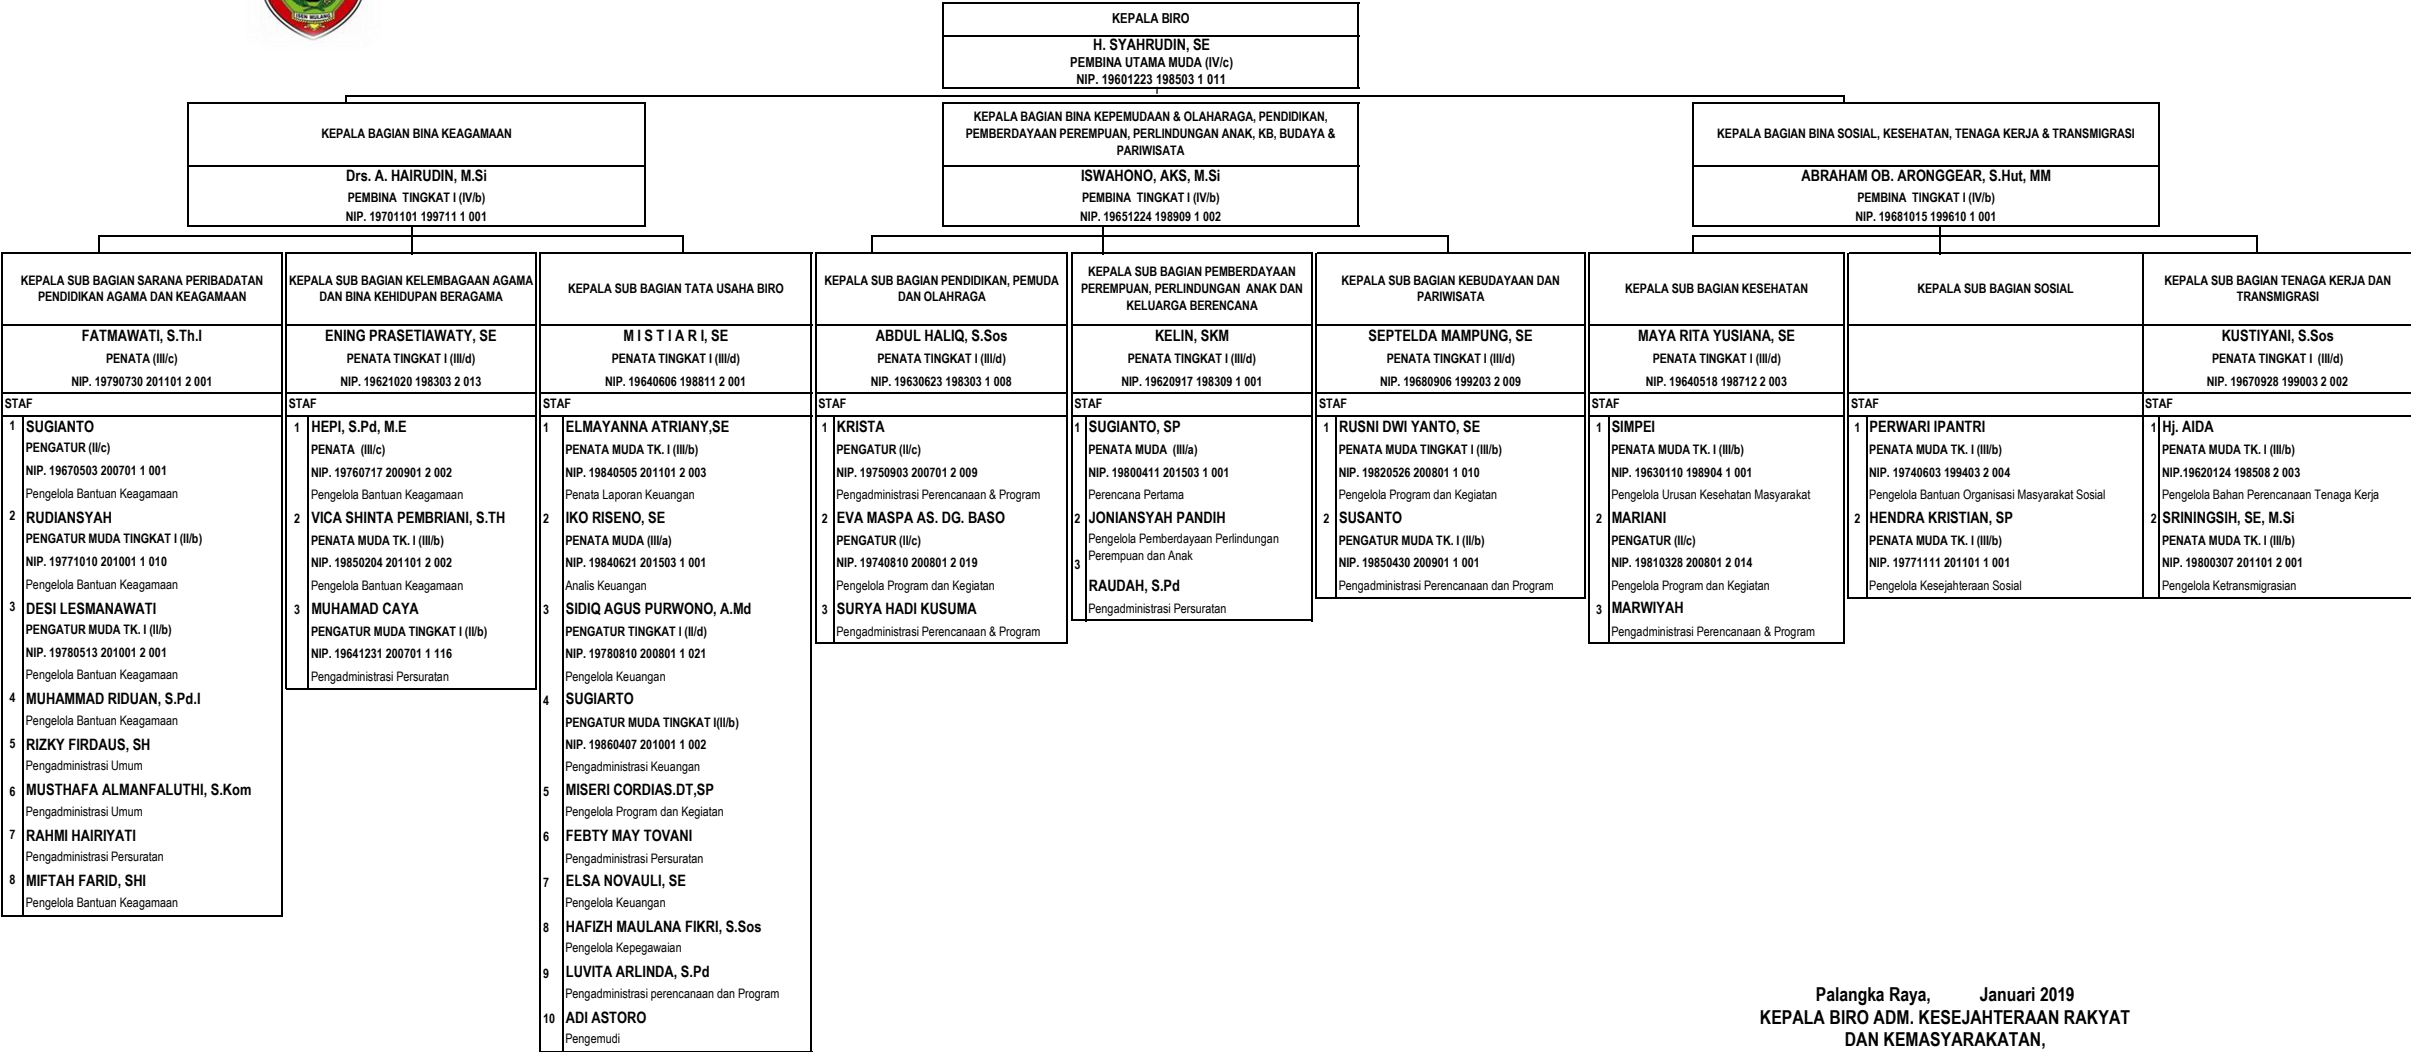 ISEN MULANG
KEPALA BIRO
H. SYAHRUDIN, SE
PEMBINA UTAMA MUDA (IV/c)
NIP. 19601223 198503 1 011
KEPALA BAGIAN BINA KEAGAMAAN
Drs. A. HAIRUDIN, M.Si
PEMBINA TINGKAT I (IV/b)
NIP. 19701101 199711 1 001
KEPALA BAGIAN BINA KEPEMUDAAN & OLAHARAGA, PENDIDIKAN,
PEMBERDAYAAN PEREMPUAN, PERLINDUNGAN ANAK, KB, BUDAYA &
PARIWISATA
ISWAHONO, AKS, M.Si
PEMBINA TINGKAT I (IV/b)
NIP. 19651224 198909 1 002
KEPALA BAGIAN BINA SOSIAL, KESEHATAN, TENAGA KERJA & TRANSMIGRASI
ABRAHAM OB. ARONGGEAR, S.Hut, MM
PEMBINA TINGKAT I (IV/b)
NIP. 19681015 199610 1 001
KEPALA SUB BAGIAN SARANA PERIBADATAN
PENDIDIKAN AGAMA DAN KEAGAMAAN
FATMAWATI, S.Th.I
PENATA (III/c)
NIP. 19790730 201101 2 001
STAF
1 SUGIANTO
PENGATUR (II/c)
NIP. 19670503 200701 1 001
Pengelola Bantuan Keagamaan
2 RUDIANSYAH
PENGATUR MUDA TINGKAT I (II/b)
NIP. 19771010 201001 1 010
Pengelola Bantuan Keagamaan
3 DESI LESMANAWATI
PENGATUR MUDA TK. I (II/b)
NIP. 19780513 201001 2 001
Pengelola Bantuan Keagamaan
4 MUHAMMAD RIDUAN, S.Pd.I
Pengelola Bantuan Keagamaan
5 RIZKY FIRDAUS, SH
Pengadministrasi Umum
6 MUSTHAFA ALMANFALUTHI, S.Kom
Pengadministrasi Umum
7 RAHMI HAIRIYATI
Pengadministrasi Persuratan
8 MIFTAH FARID, SHI
Pengelola Bantuan Keagamaan
KEPALA SUB BAGIAN KELEMBAGAAN AGAMA
DAN BINA KEHIDUPAN BERAGAMA
ENING PRASETIAWATY, SE
PENATA TINGKAT I (III/d)
NIP. 19621020 198303 2 013
STAF
1 HEPI, S.Pd, M.E
PENATA (III/c)
NIP. 19760717 200901 2 002
Pengelola Bantuan Keagamaan
2 VICA SHINTA PEMBRIANI, S.TH
PENATA MUDA TK. I (III/b)
NIP. 19850204 201101 2 002
Pengelola Bantuan Keagamaan
3 MUHAMAD CAYA
PENGATUR MUDA TINGKAT I (II/b)
NIP. 19641231 200701 1 116
Pengadministrasi Persuratan
KEPALA SUB BAGIAN TATA USAHA BIRO
M I S T I A R I, SE
PENATA TINGKAT I (III/d)
NIP. 19640606 198811 2 001
STAF
1 ELMAYANNA ATRIANY,SE
PENATA MUDA TK. I (III/b)
NIP. 19840505 201101 2 003
Penata Laporan Keuangan
2 IKO RISENO, SE
PENATA MUDA (III/a)
NIP. 19840621 201503 1 001
Analis Keuangan
3 SIDIQ AGUS PURWONO, A.Md
PENGATUR TINGKAT I (II/d)
NIP. 19780810 200801 1 021
Pengelola Keuangan
4 SUGIARTO
PENGATUR MUDA TINGKAT I(II/b)
NIP. 19860407 201001 1 002
Pengadministrasi Keuangan
5 MISERI CORDIAS.DT,SP
Pengelola Program dan Kegiatan
6 FEBTY MAY TOVANI
Pengadministrasi Persuratan
7 ELSA NOVAULI, SE
Pengelola Keuangan
8 HAFIZH MAULANA FIKRI, S.Sos
Pengelola Kepegawaian
9 LUVITA ARLINDA, S.Pd
Pengadministrasi perencanaan dan Program
10 ADI ASTORO
Pengemudi
KEPALA SUB BAGIAN PENDIDIKAN, PEMUDA
DAN OLAHRAGA
ABDUL HALIQ, S.Sos
PENATA TINGKAT I (III/d)
NIP. 19630623 198303 1 008
STAF
1 KRISTA
PENGATUR (II/c)
NIP. 19750903 200701 2 009
Pengadministrasi Perencanaan & Program
2 EVA MASPA AS. DG. BASO
PENGATUR (II/c)
NIP. 19740810 200801 2 019
Pengelola Program dan Kegiatan
3 SURYA HADI KUSUMA
Pengadministrasi Perencanaan & Program
KEPALA SUB BAGIAN PEMBERDAYAAN
PEREMPUAN, PERLINDUNGAN ANAK DAN
KELUARGA BERENCANA
KELIN, SKM
PENATA TINGKAT I (III/d)
NIP. 19620917 198309 1 001
STAF
1 SUGIANTO, SP
PENATA MUDA (III/a)
NIP. 19800411 201503 1 001
Perencana Pertama
2 JONIANSYAH PANDIH
Pengelola Pemberdayaan Perlindungan
Perempuan dan Anak
3
RAUDAH, S.Pd
Pengadministrasi Persuratan
KEPALA SUB BAGIAN KEBUDAYAAN DAN
PARIWISATA
SEPTELDA MAMPUNG, SE
PENATA TINGKAT I (III/d)
NIP. 19680906 199203 2 009
STAF
1 RUSNI DWI YANTO, SE
PENATA MUDA TINGKAT I (III/b)
NIP. 19820526 200801 1 010
Pengelola Program dan Kegiatan
2 SUSANTO
PENGATUR MUDA TK. I (II/b)
NIP. 19850430 200901 1 001
Pengadministrasi Perencanaan dan Program
KEPALA SUB BAGIAN KESEHATAN
MAYA RITA YUSIANA, SE
PENATA TINGKAT I (III/d)
NIP. 19640518 198712 2 003
STAF
1 SIMPEI
PENATA MUDA TK. I (III/b)
NIP. 19630110 198904 1 001
Pengelola Urusan Kesehatan Masyarakat
2 MARIANI
PENGATUR (II/c)
NIP. 19810328 200801 2 014
Pengelola Program dan Kegiatan
3 MARWIYAH
Pengadministrasi Perencanaan & Program
KEPALA SUB BAGIAN SOSIAL
STAF
1 PERWARI IPANTRI
PENATA MUDA TK. I (III/b)
NIP. 19740603 199403 2 004
Pengelola Bantuan Organisasi Masyarakat Sosial
2 HENDRA KRISTIAN, SP
PENATA MUDA TK. I (III/b)
NIP. 19771111 201101 1 001
Pengelola Kesejahteraan Sosial
KEPALA SUB BAGIAN TENAGA KERJA DAN
TRANSMIGRASI
KUSTIYANI, S.Sos
PENATA TINGKAT I (III/d)
NIP. 19670928 199003 2 002
STAF
1 Hj. AIDA
PENATA MUDA TK. I (III/b)
NIP.19620124 198508 2 003
Pengelola Bahan Perencanaan Tenaga Kerja
2 SRININGSIH, SE, M.Si
PENATA MUDA TK. I (III/b)
NIP. 19800307 201101 2 001
Pengelola Ketransmigrasian
Palangka Raya, Januari 2019
KEPALA BIRO ADM. KESEJAHTERAAN RAKYAT
DAN KEMASYARAKATAN,